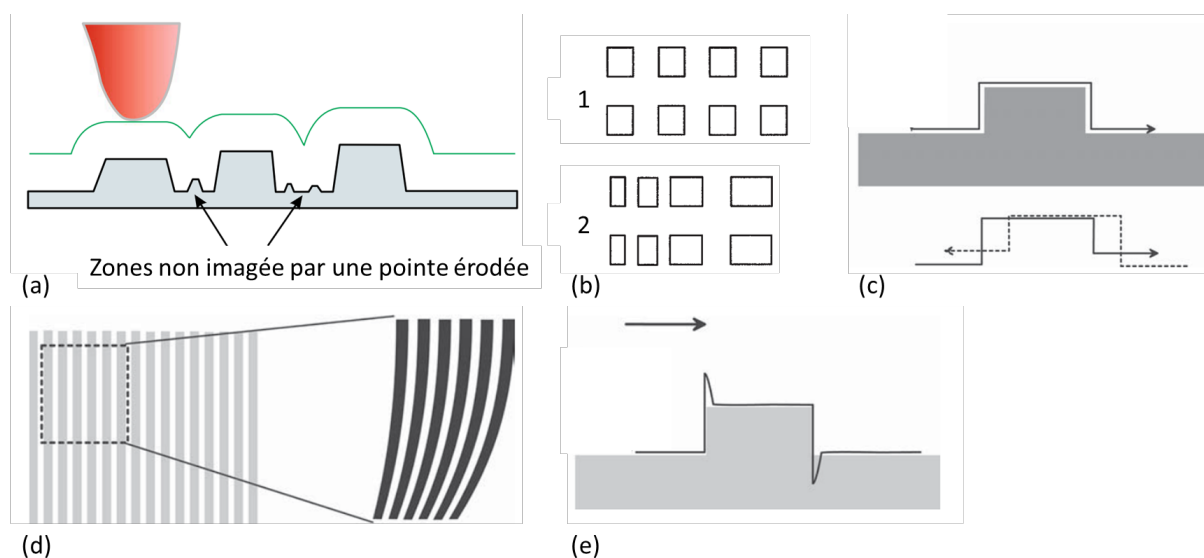 Zones non imagée par une pointe érodée
(a)
1
2
(b)
(c)
(d)
(e)